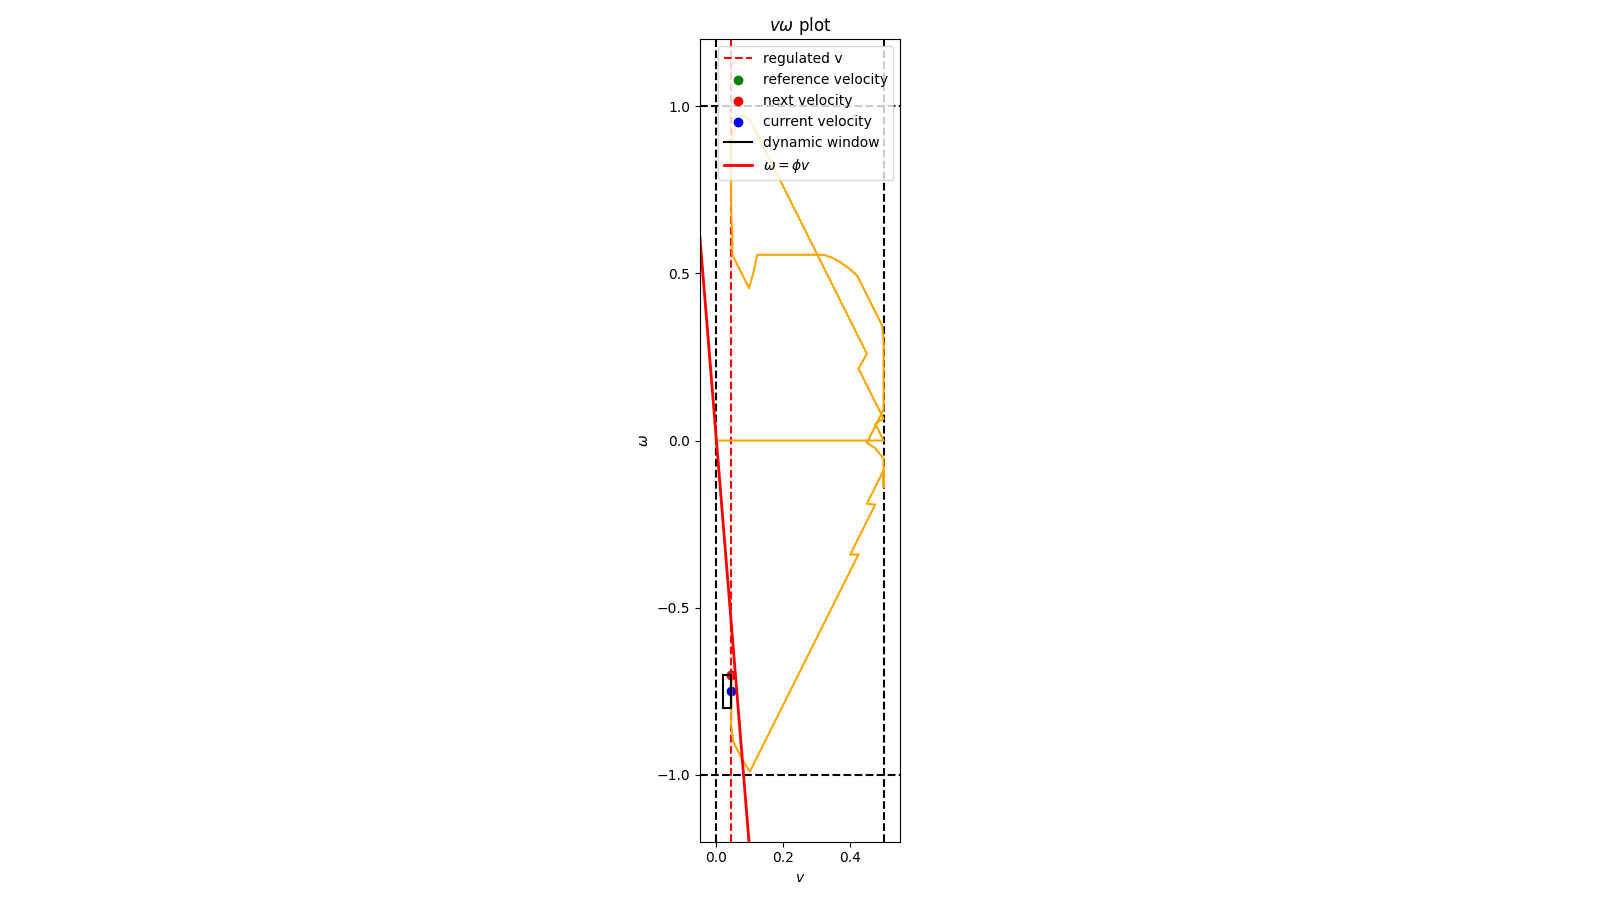 vω plot
regulated v
reference velocity
next velocity
current velocity
dynamic window
ω = ϕv
1.0
0.5
0.0
−0.5
−1.0
ω
0.0 0.2 0.4
v